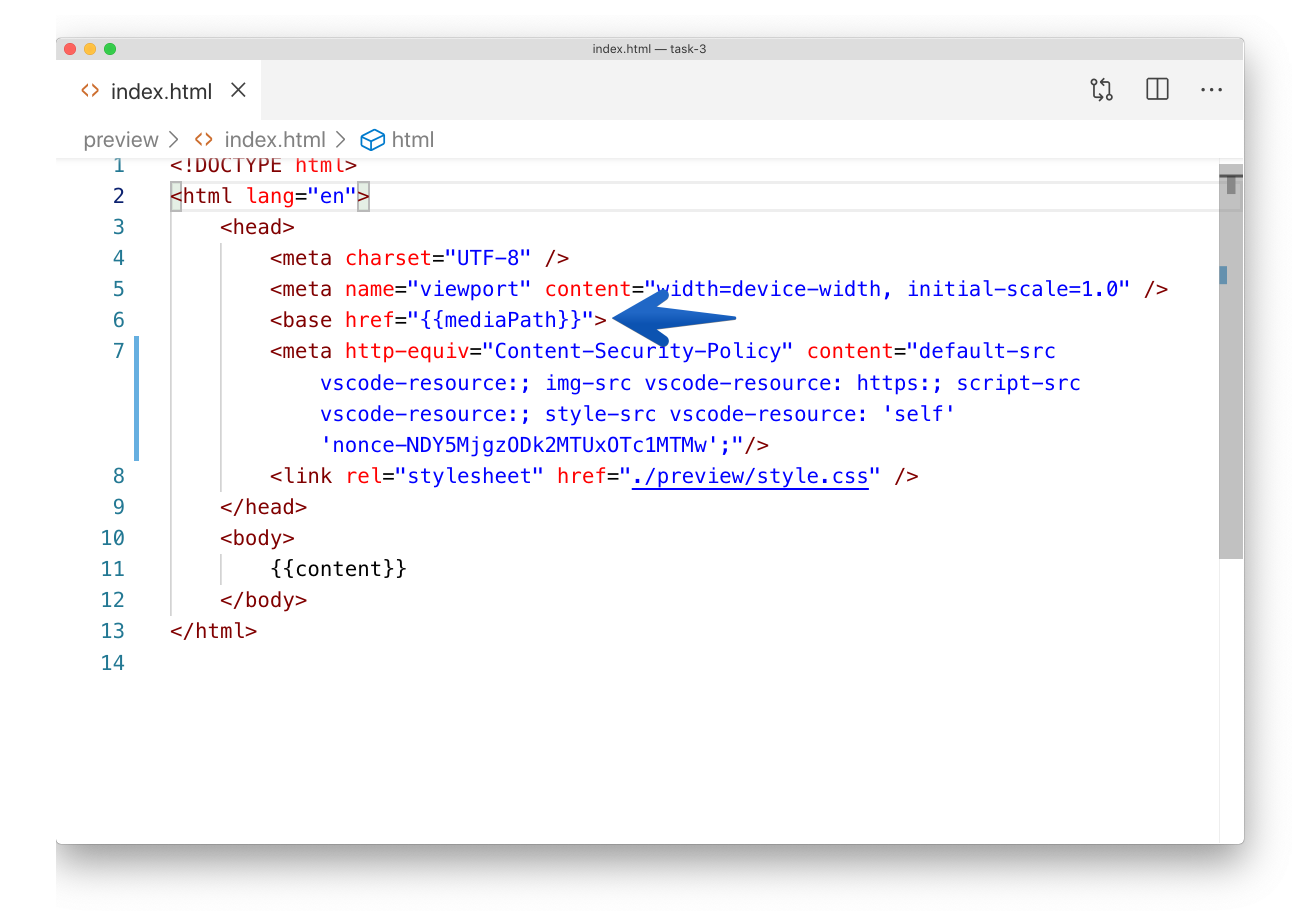 index.html — task-3
index.html
preview > index.html > html
1 <!DOCTYPE html>
2 <html lang="en">
3 <head>
4 <meta charset="UTF-8" />
5 <meta name="viewport" content="width=device-width, initial-scale=1.0" />
6 <base href="{{mediaPath}}">
7 <meta http-equiv="Content-Security-Policy" content="default-src
vscode-resource:; img-src vscode-resource: https:; script-src
vscode-resource:; style-src vscode-resource: 'self'
'nonce-NDY5MjgzODk2MTUxOTc1MTMw';"/>
8 <link rel="stylesheet" href="./preview/style.css" />
9 </head>
10 <body>
11 {{content}}
12 </body>
13 </html>
14